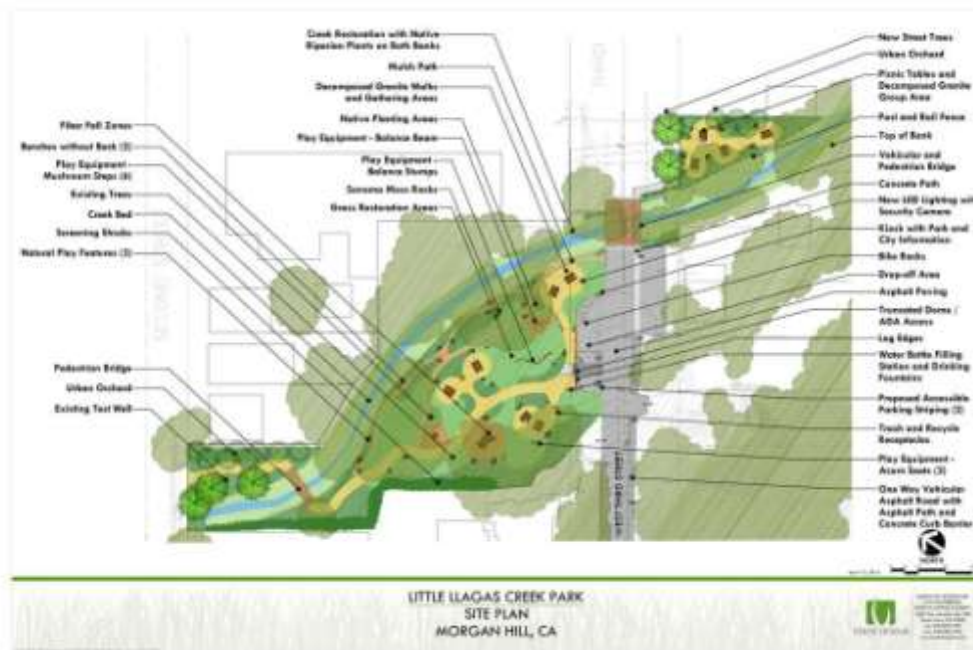 Creek Restoration with Native
Riparian Plants on Both Banks
Mulch Path
Decomposed Granite Walks
and Gathering Areas
Native Planting Areas
Play Equipment - Balance Beam
Play Equipment
Balance Stumps
Sonoma Moss Rocks
Grass Restoration Areas
Fiber Fall Zones
Benches without Back (5)
Play Equipment
Mushroom Steps (6)
Existing Trees
Creek Bed
Screening Shrubs
Natural Play Features (3)
Pedestrian Bridge
Urban Orchard
Existing Test Well
New Street Trees
Urban Orchard
Picnic Tables and
Decomposed Granite
Group Area
Post and Rail Fence
Top of Bank
Vehicular and
Pedestrian Bridge
Concrete Path
New LED Lighting with
Security Camera
Kiosk with Park and
City Information
Bike Racks
Drop-off Area
Asphalt Paving
Truncated Domes /
ADA Access
Log Edges
Water Bottle Filling
Station and Drinking
Fountains
Proposed Accessible
Parking Striping (2)
Trash and Recycle
Receptacles
Play Equipment -
Acorn Seats (3)
One Way Vehicular
Asphalt Road with
Asphalt Path and
Concrete Curb Barrier
WEST THIRD STREET
NORTH
LITTLE LLAGAS CREEK PARK
SITE PLAN
MORGAN HILL, CA